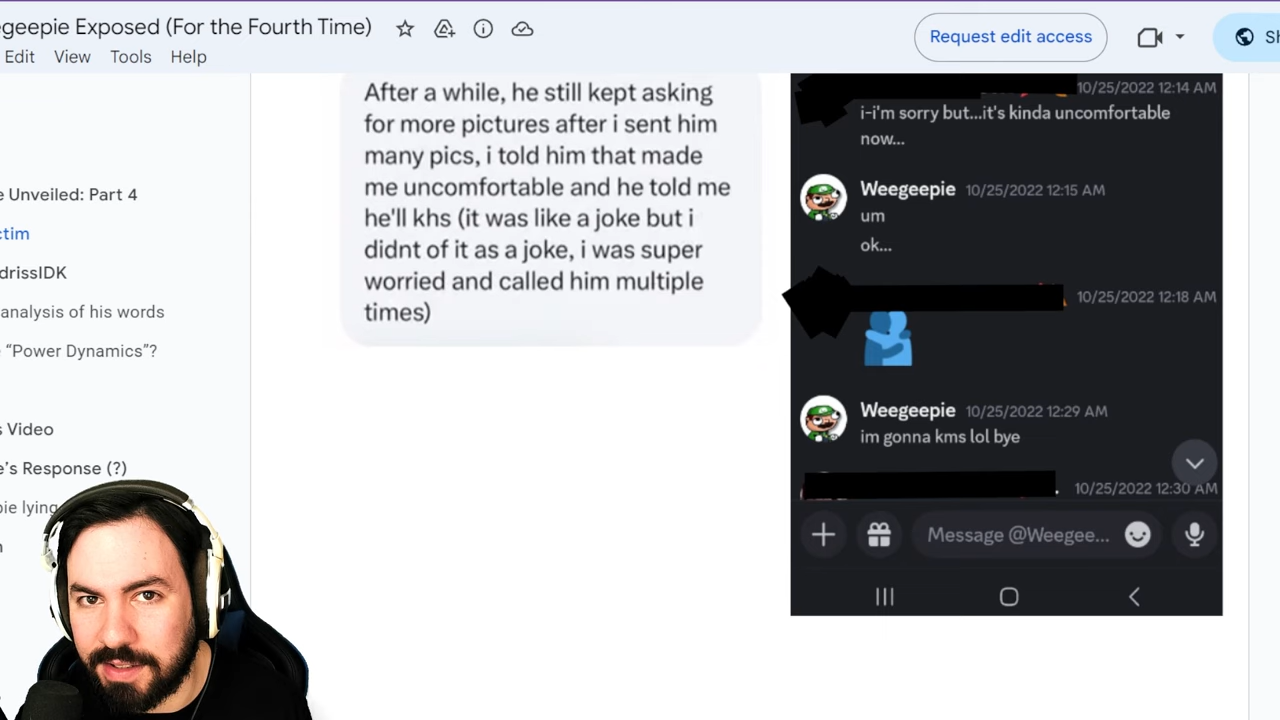 geepie Exposed (For the Fourth Time)
Request edit access
Edit View Tools Help
e Unveiled: Part 4
ctim
drissIDK
analysis of his words
“Power Dynamics”?
s Video
e’s Response (?)
pie lying
After a while, he still kept asking
for more pictures after i sent him
many pics, i told him that made
me uncomfortable and he told me
he'll khs (it was like a joke but i
didnt of it as a joke, i was super
worried and called him multiple
times)
10/25/2022 12:14 AM
i-i'm sorry but...it's kinda uncomfortable
now...
Weegeepie 10/25/2022 12:15 AM
um
ok...
10/25/2022 12:18 AM
Weegeepie 10/25/2022 12:29 AM
im gonna kms lol bye
10/25/2022 12:30 AM
Message @Weegee...